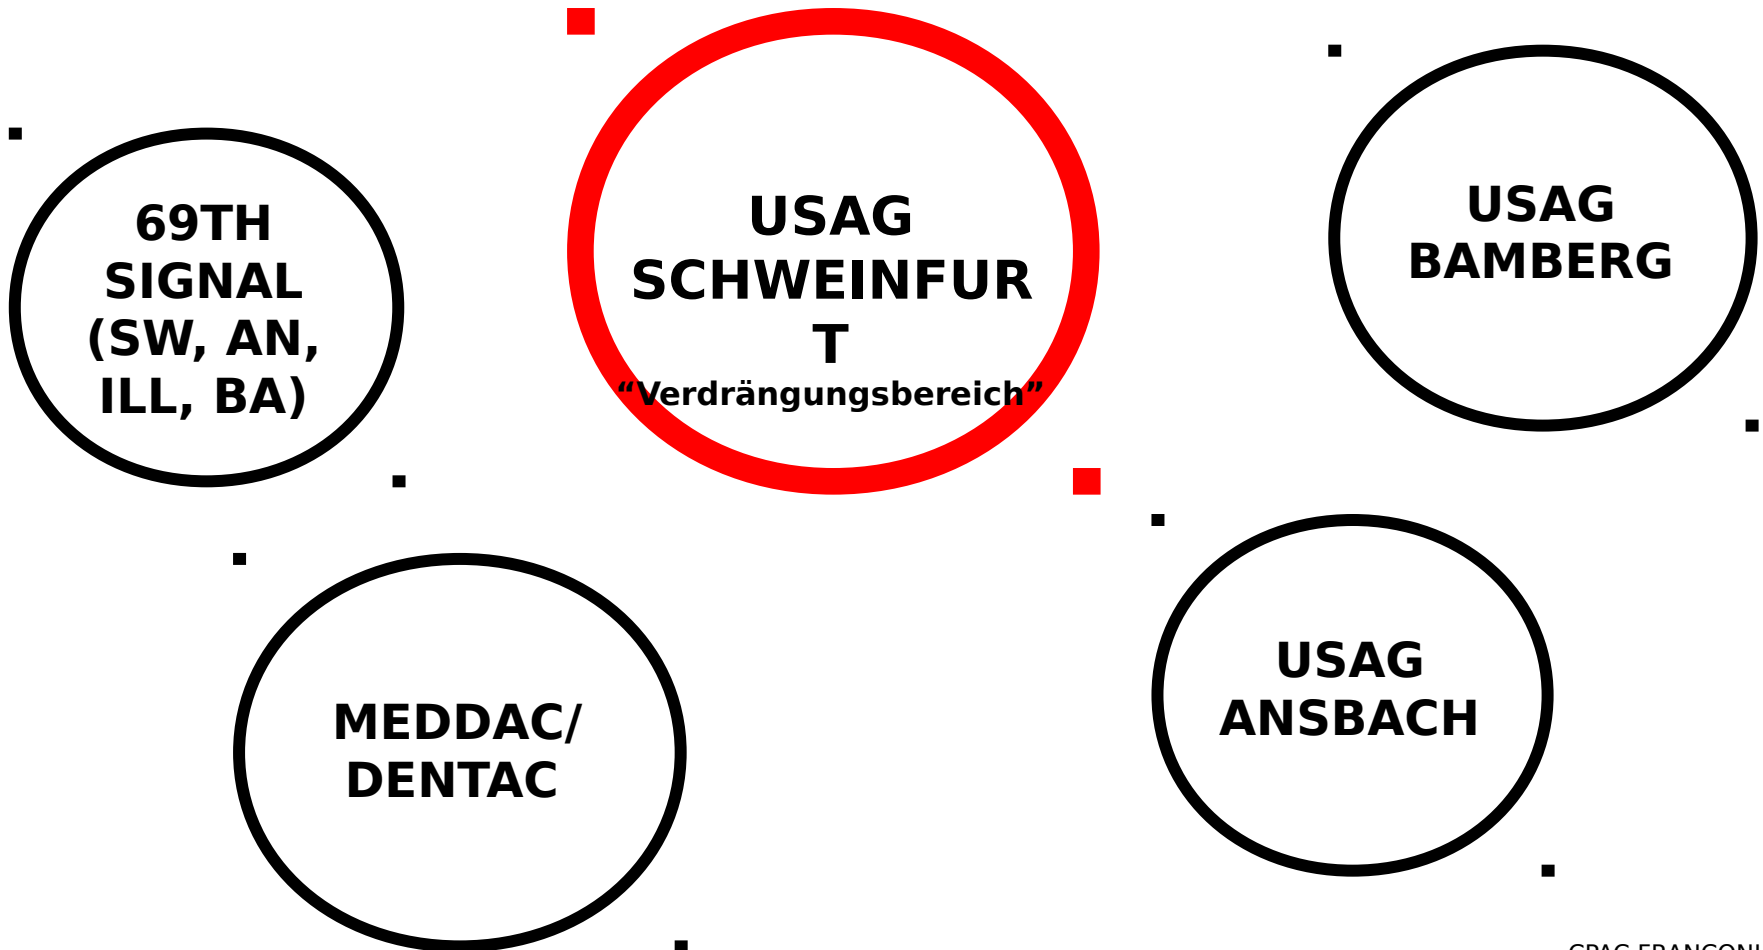 69TH
SIGNAL
(SW, AN,
ILL, BA)
USAG
SCHWEINFUR
T
“Verdrängungsbereich”
USAG
BAMBERG
MEDDAC/
DENTAC
USAG
ANSBACH